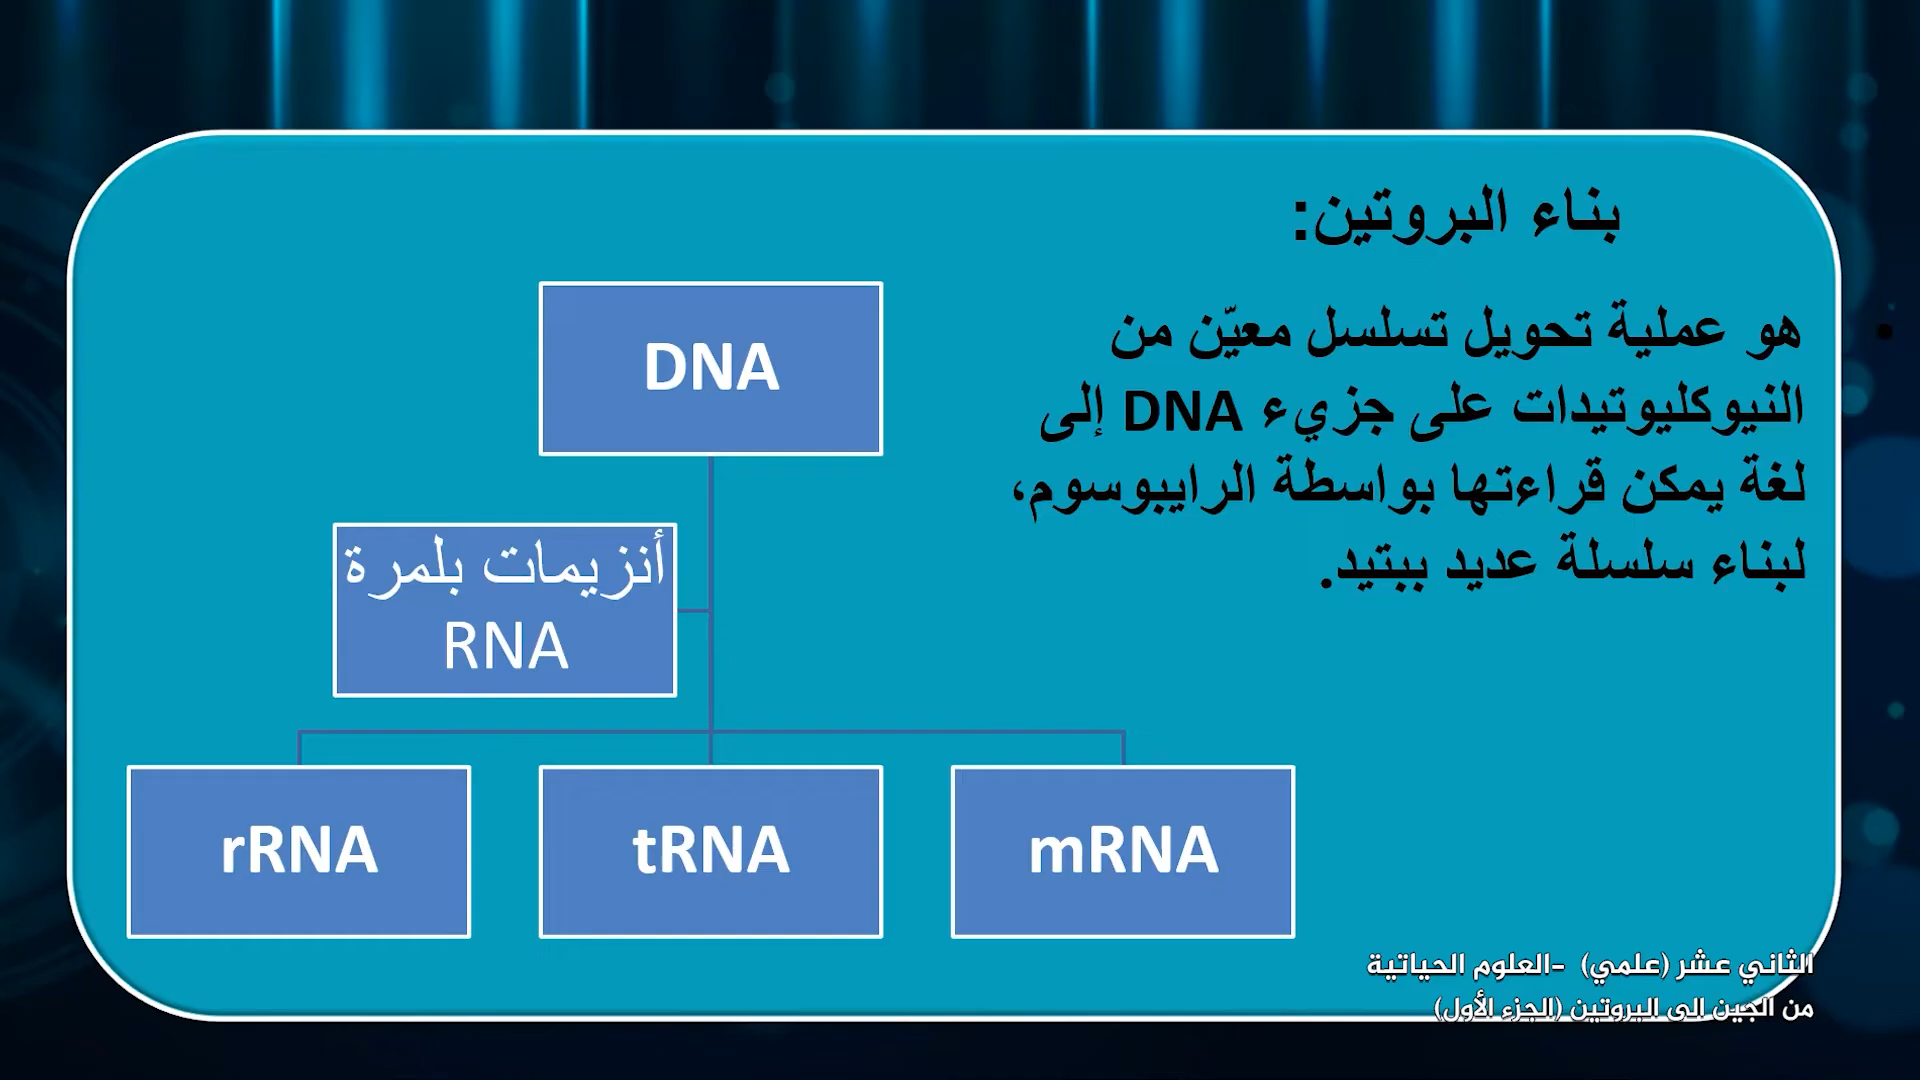 بناء البروتين:
• هو عملية تحويل تسلسل معيّن من
النيوكليوتيدات على جزيء DNA إلى
لغة يمكن قراءتها بواسطة الرايبوسوم،
لبناء سلسلة عديد ببتيد.
DNA
أنزيمات بلمرة
RNA
mRNA
tRNA
rRNA
الثاني عشر (علمي) -العلوم الحياتية
من الجين الى البروتين (الجزء الأول)